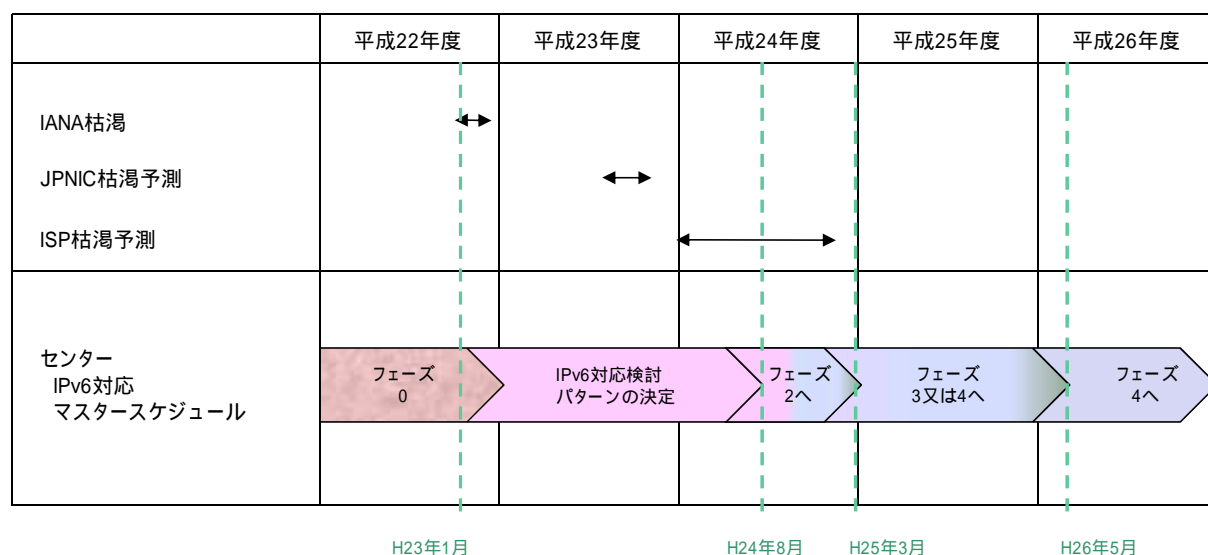 平成22年度 平成23年度 平成24年度 平成25年度 平成26年度
IANA枯渇
JPNIC枯渇予測
ISP枯渇予測
センター
IPv6対応
マスタースケジュール
フェーズ
0
IPv6対応検討
パターンの決定
フェーズ
2へ
フェーズ
3又は4へ
フェーズ
4へ
H23年1月 H24年8月 H25年3月 H26年5月